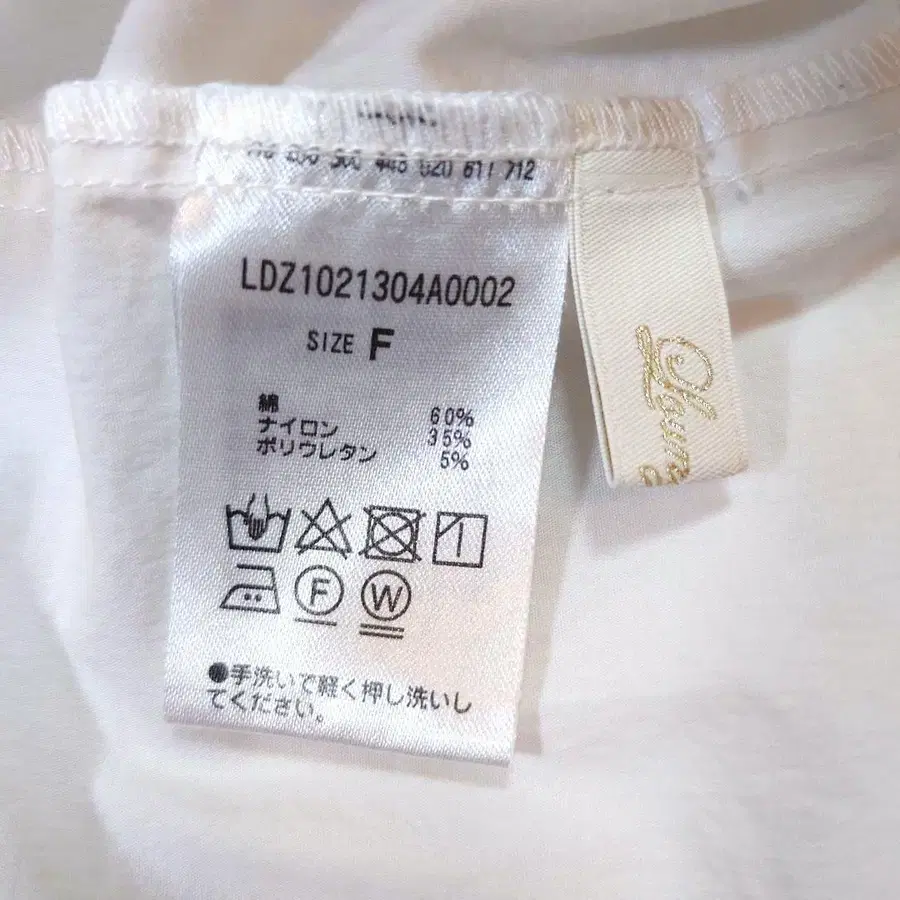 LDZ1021304A0002
SIZE F
綿 60%
ナイロン 35%
ポリウレタン 5%
F
W
●手洗いで軽く押し洗いし
てください。